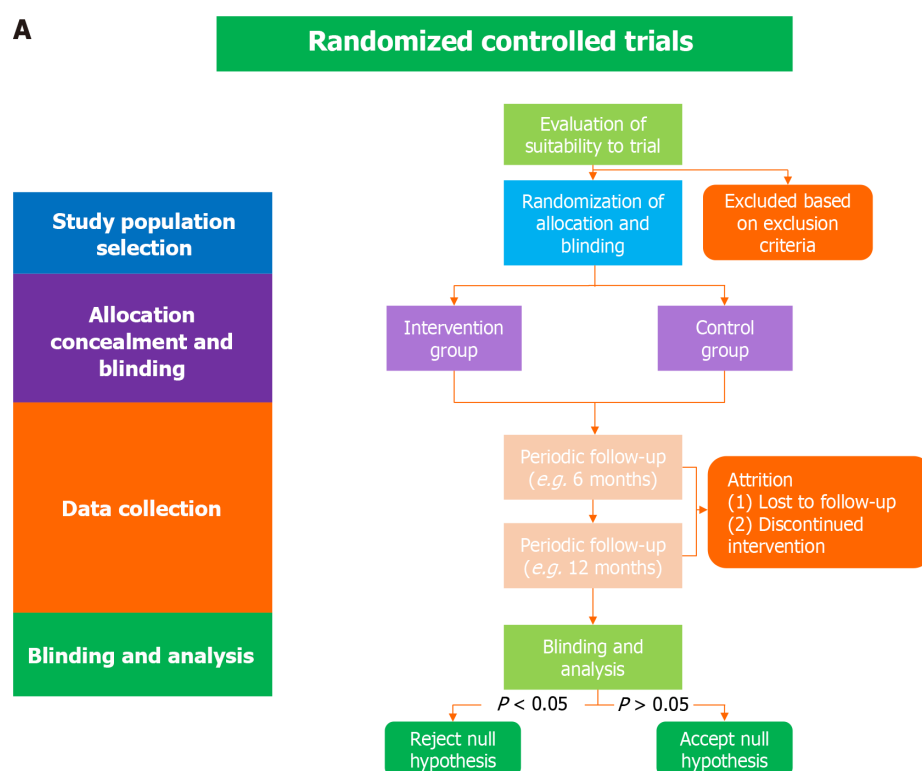 A
Randomized controlled trials
Study population
selection
Allocation
concealment and
blinding
Data collection
Blinding and analysis
Evaluation of
suitability to trial
Randomization of
allocation and
blinding
Excluded based
on exclusion
criteria
Intervention
group
Control
group
Periodic follow-up
(e.g. 6 months)
Periodic follow-up
(e.g. 12 months)
Attrition
(1) Lost to follow-up
(2) Discontinued
intervention
Blinding and
analysis
P < 0.05
P > 0.05
Reject null
hypothesis
Accept null
hypothesis